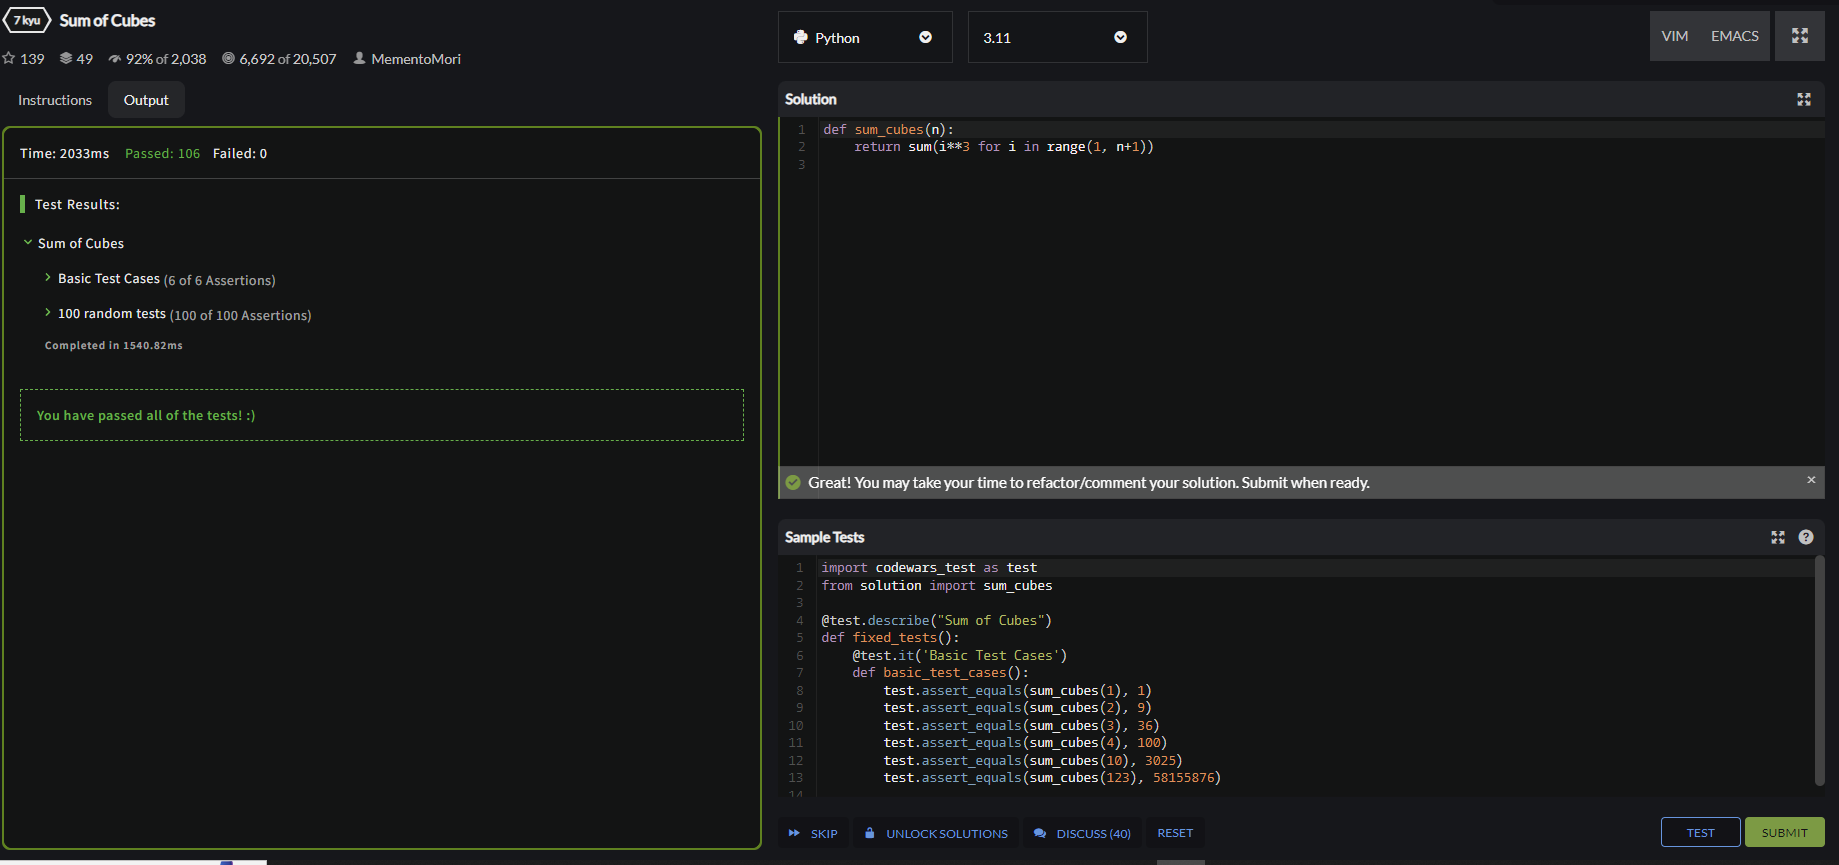 7 kyu Sum of Cubes
139 49 92% of 2,038 6,692 of 20,507 MementoMori
Instructions Output
Time: 2033ms Passed: 106 Failed: 0
Test Results:
Sum of Cubes
Basic Test Cases (6 of 6 Assertions)
100 random tests (100 of 100 Assertions)
Completed in 1540.82ms
You have passed all of the tests! :)
Python 3.11 VIM EMACS
Solution
1 def sum_cubes(n):
2     return sum(i**3 for i in range(1, n+1))
3
Great! You may take your time to refactor/comment your solution. Submit when ready. ×
Sample Tests ?
1 import codewars_test as test
2 from solution import sum_cubes
3
4 @test.describe("Sum of Cubes")
5 def fixed_tests():
6     @test.it('Basic Test Cases')
7     def basic_test_cases():
8         test.assert_equals(sum_cubes(1), 1)
9         test.assert_equals(sum_cubes(2), 9)
10         test.assert_equals(sum_cubes(3), 36)
11         test.assert_equals(sum_cubes(4), 100)
12         test.assert_equals(sum_cubes(10), 3025)
13         test.assert_equals(sum_cubes(123), 58155876)
14
SKIP UNLOCK SOLUTIONS DISCUSS (40) RESET TEST SUBMIT